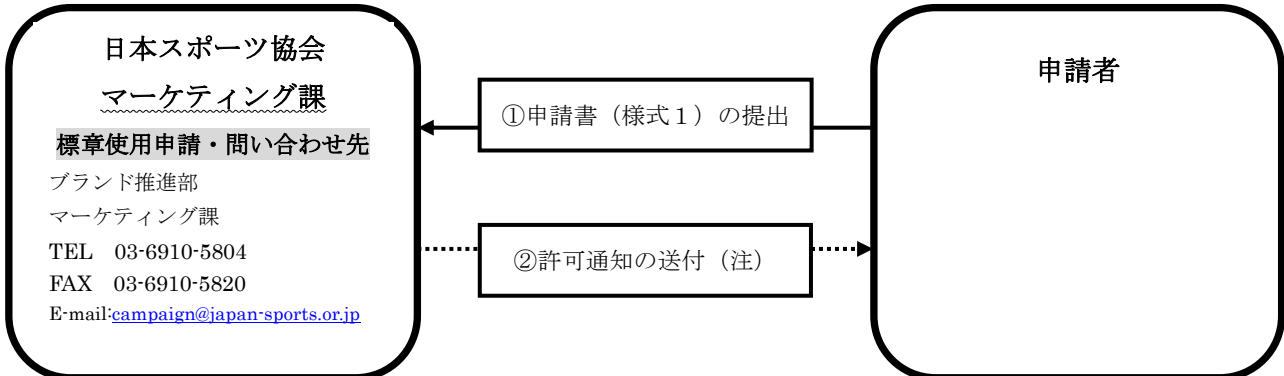 日本スポーツ協会
マーケティング課
標章使用申請・問い合わせ先
ブランド推進部
マーケティング課
TEL　03-6910-5804
FAX　03-6910-5820
E-mail:campaign@japan-sports.or.jp
①申請書（様式１）の提出
②許可通知の送付（注）
申請者